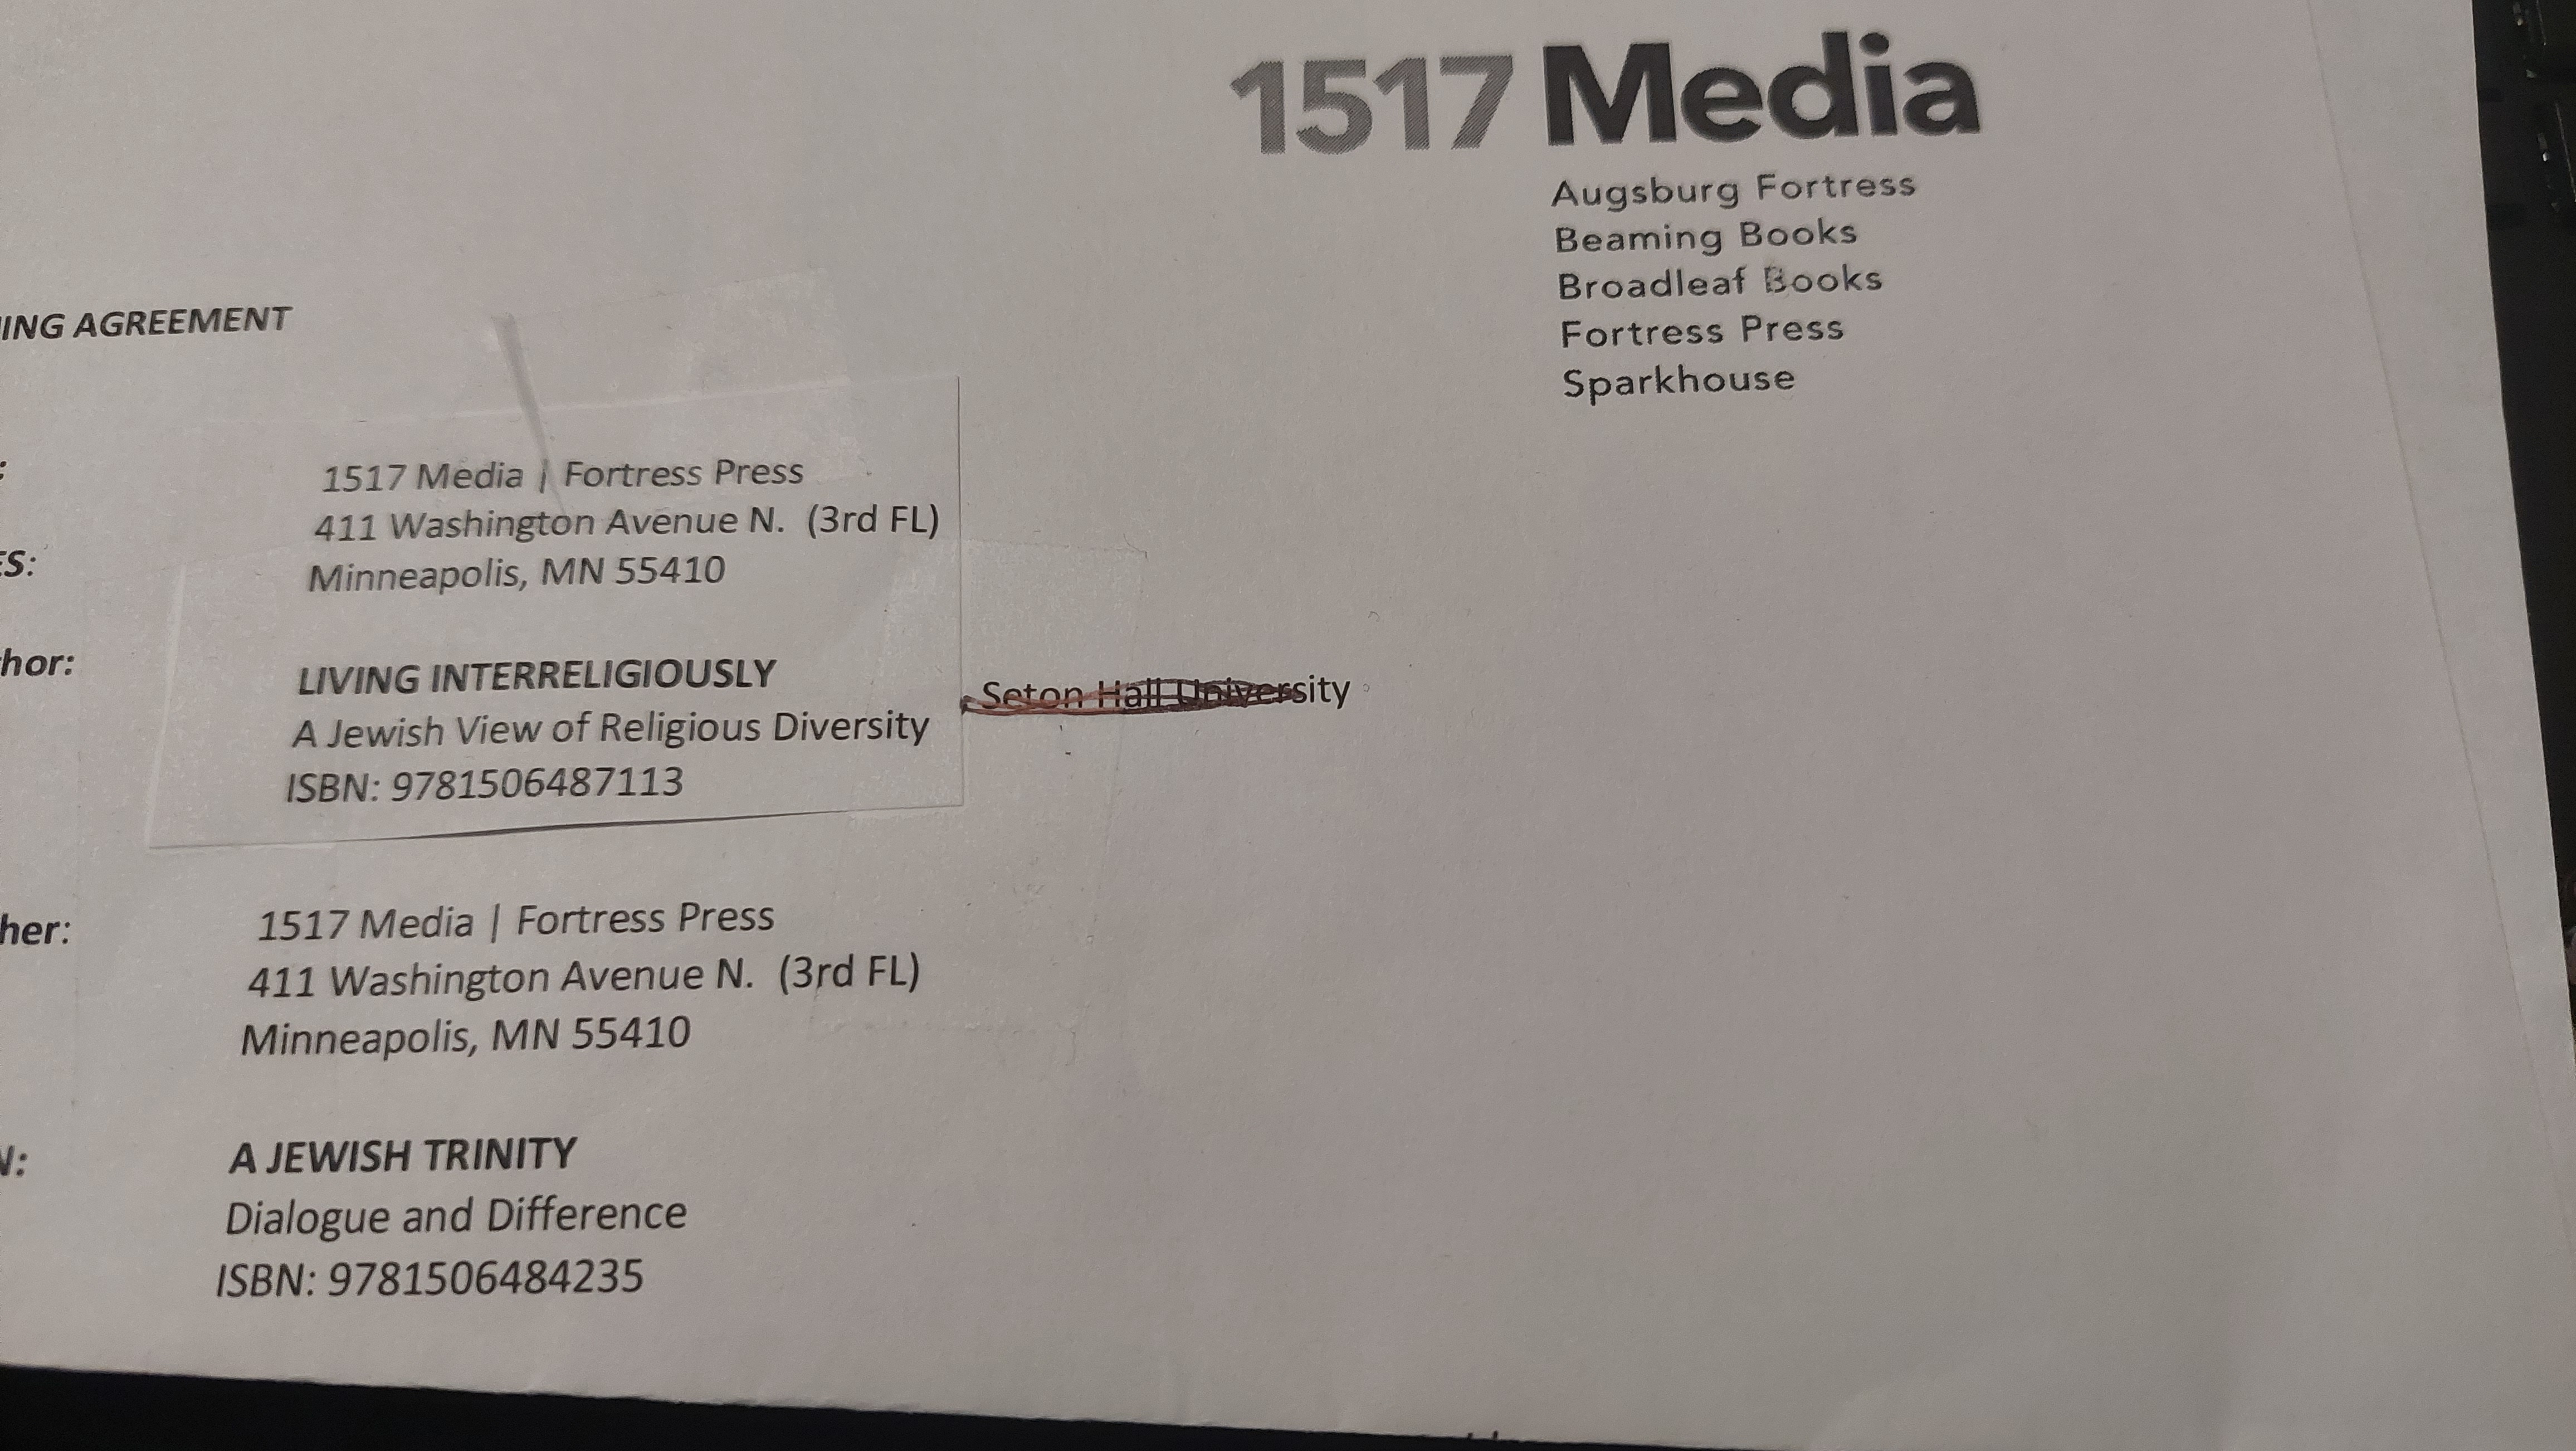 1517 Media
Augsburg Fortress
Beaming Books
Broadleaf Books
Fortress Press
Sparkhouse
ING AGREEMENT
:
1517 Media | Fortress Press
411 Washington Avenue N. (3rd FL)
ES:
Minneapolis, MN 55410
hor:
LIVING INTERRELIGIOUSLY
Seton Hall University
A Jewish View of Religious Diversity
ISBN: 9781506487113
her:
1517 Media | Fortress Press
411 Washington Avenue N. (3rd FL)
Minneapolis, MN 55410
N:
A JEWISH TRINITY
Dialogue and Difference
ISBN: 9781506484235